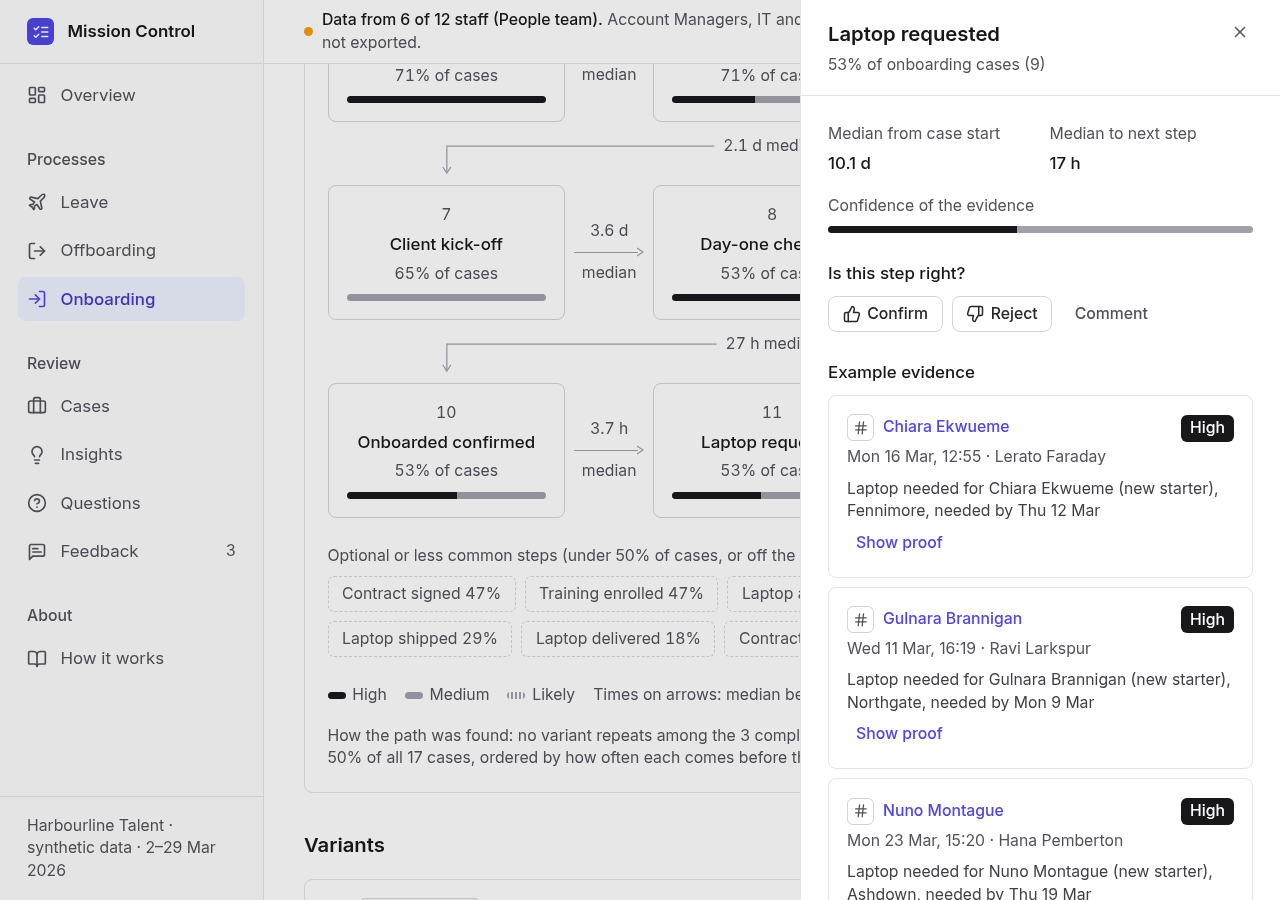 Mission Control
Overview
Processes
Leave
Offboarding
Onboarding
Review
Cases
Insights
Questions
Feedback 3
About
How it works
Harbourline Talent ·
synthetic data · 2–29 Mar
2026
Data from 6 of 12 staff (People team). Account Managers, IT and
not exported.
71% of cases
median
71% of cas
2.1 d med
7
Client kick-off
65% of cases
3.6 d
median
8
Day-one che
53% of cas
27 h medi
10
Onboarded confirmed
53% of cases
3.7 h
median
11
Laptop reque
53% of cas
Optional or less common steps (under 50% of cases, or off the
Contract signed 47%
Training enrolled 47%
Laptop a
Laptop shipped 29%
Laptop delivered 18%
Contract
High Medium Likely Times on arrows: median be
How the path was found: no variant repeats among the 3 compl
50% of all 17 cases, ordered by how often each comes before th
Variants
Laptop requested
53% of onboarding cases (9)
Median from case start
10.1 d
Median to next step
17 h
Confidence of the evidence
Is this step right?
Confirm
Reject
Comment
Example evidence
# Chiara Ekwueme High
Mon 16 Mar, 12:55 · Lerato Faraday
Laptop needed for Chiara Ekwueme (new starter),
Fennimore, needed by Thu 12 Mar
Show proof
# Gulnara Brannigan High
Wed 11 Mar, 16:19 · Ravi Larkspur
Laptop needed for Gulnara Brannigan (new starter),
Northgate, needed by Mon 9 Mar
Show proof
# Nuno Montague High
Mon 23 Mar, 15:20 · Hana Pemberton
Laptop needed for Nuno Montague (new starter),
Ashdown, needed by Thu 19 Mar